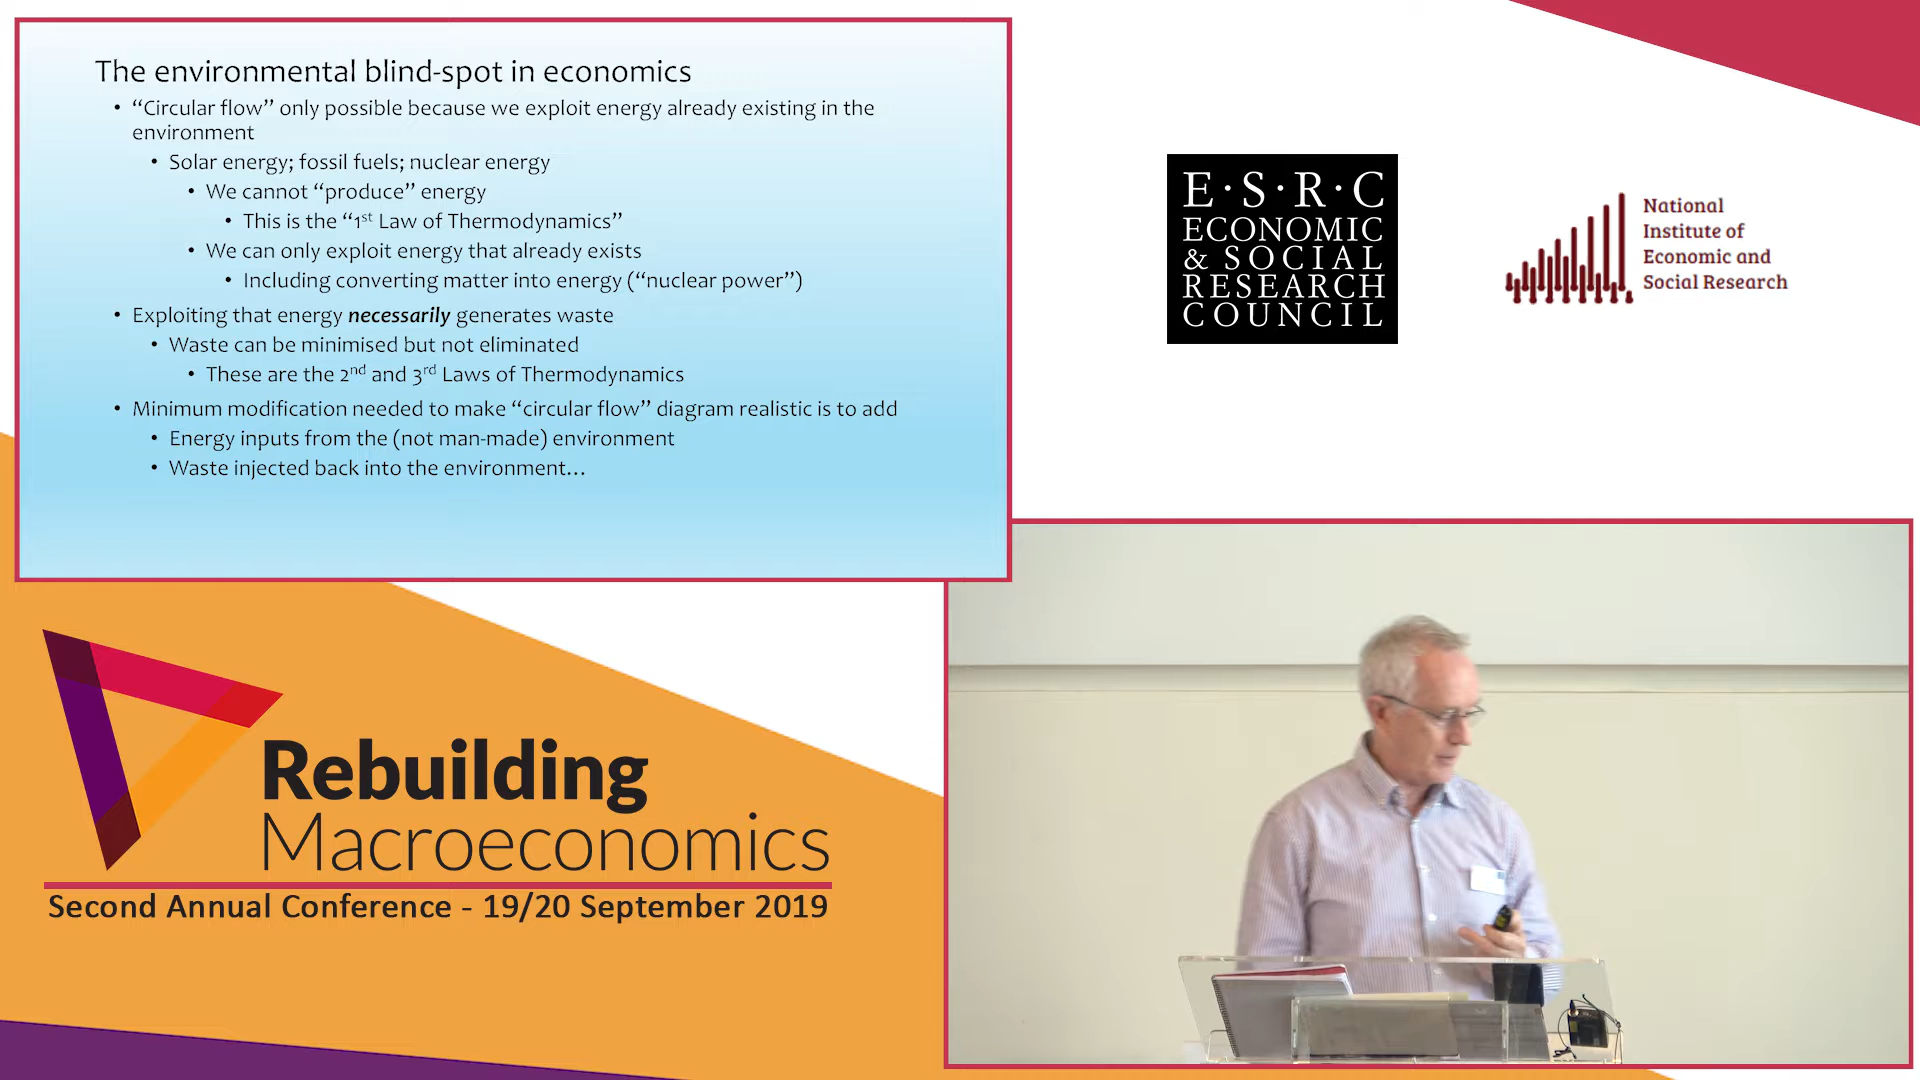 The environmental blind-spot in economics
• “Circular flow” only possible because we exploit energy already existing in the
environment
• Solar energy; fossil fuels; nuclear energy
• We cannot “produce” energy
• This is the “1st Law of Thermodynamics”
• We can only exploit energy that already exists
• Including converting matter into energy (“nuclear power”)
• Exploiting that energy necessarily generates waste
• Waste can be minimised but not eliminated
• These are the 2nd and 3rd Laws of Thermodynamics
• Minimum modification needed to make “circular flow” diagram realistic is to add
• Energy inputs from the (not man-made) environment
• Waste injected back into the environment…
E·S·R·C
ECONOMIC
& SOCIAL
RESEARCH
COUNCIL
National
Institute of
Economic and
Social Research
Rebuilding
Macroeconomics
Second Annual Conference - 19/20 September 2019